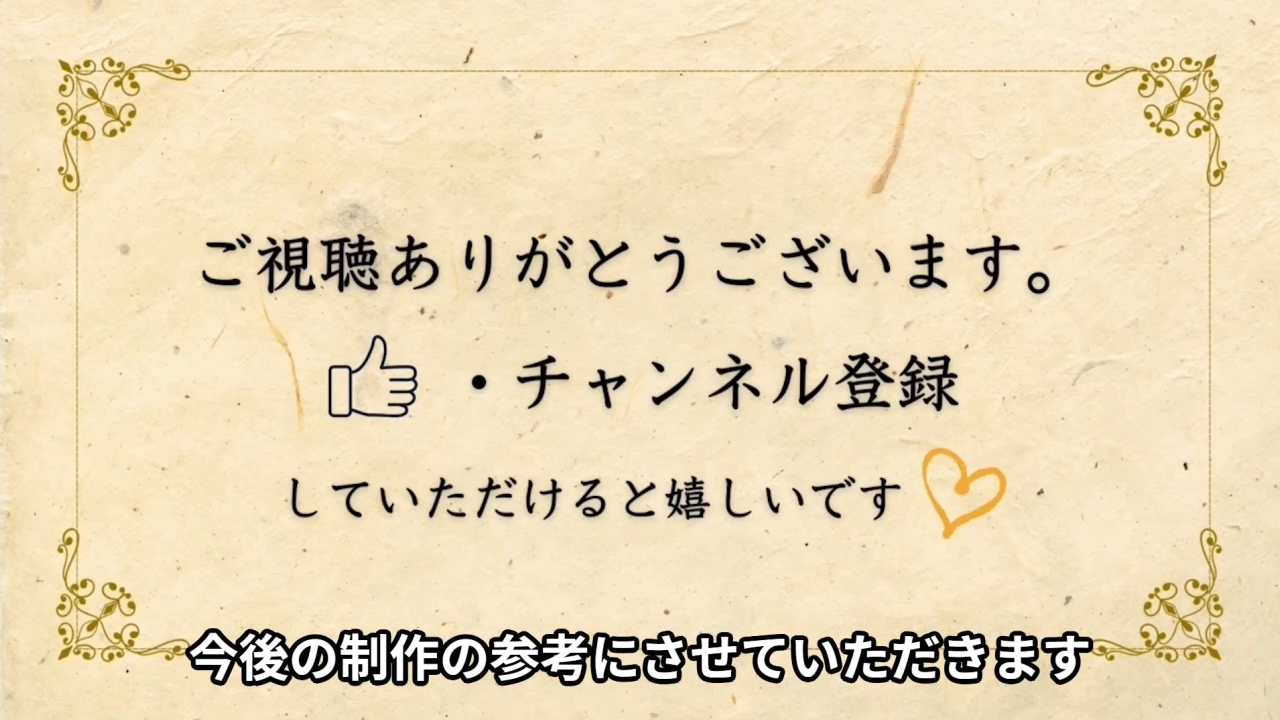 ご視聴ありがとうございます。
・チャンネル登録
していただけると嬉しいです
今後の制作の参考にさせていただきます